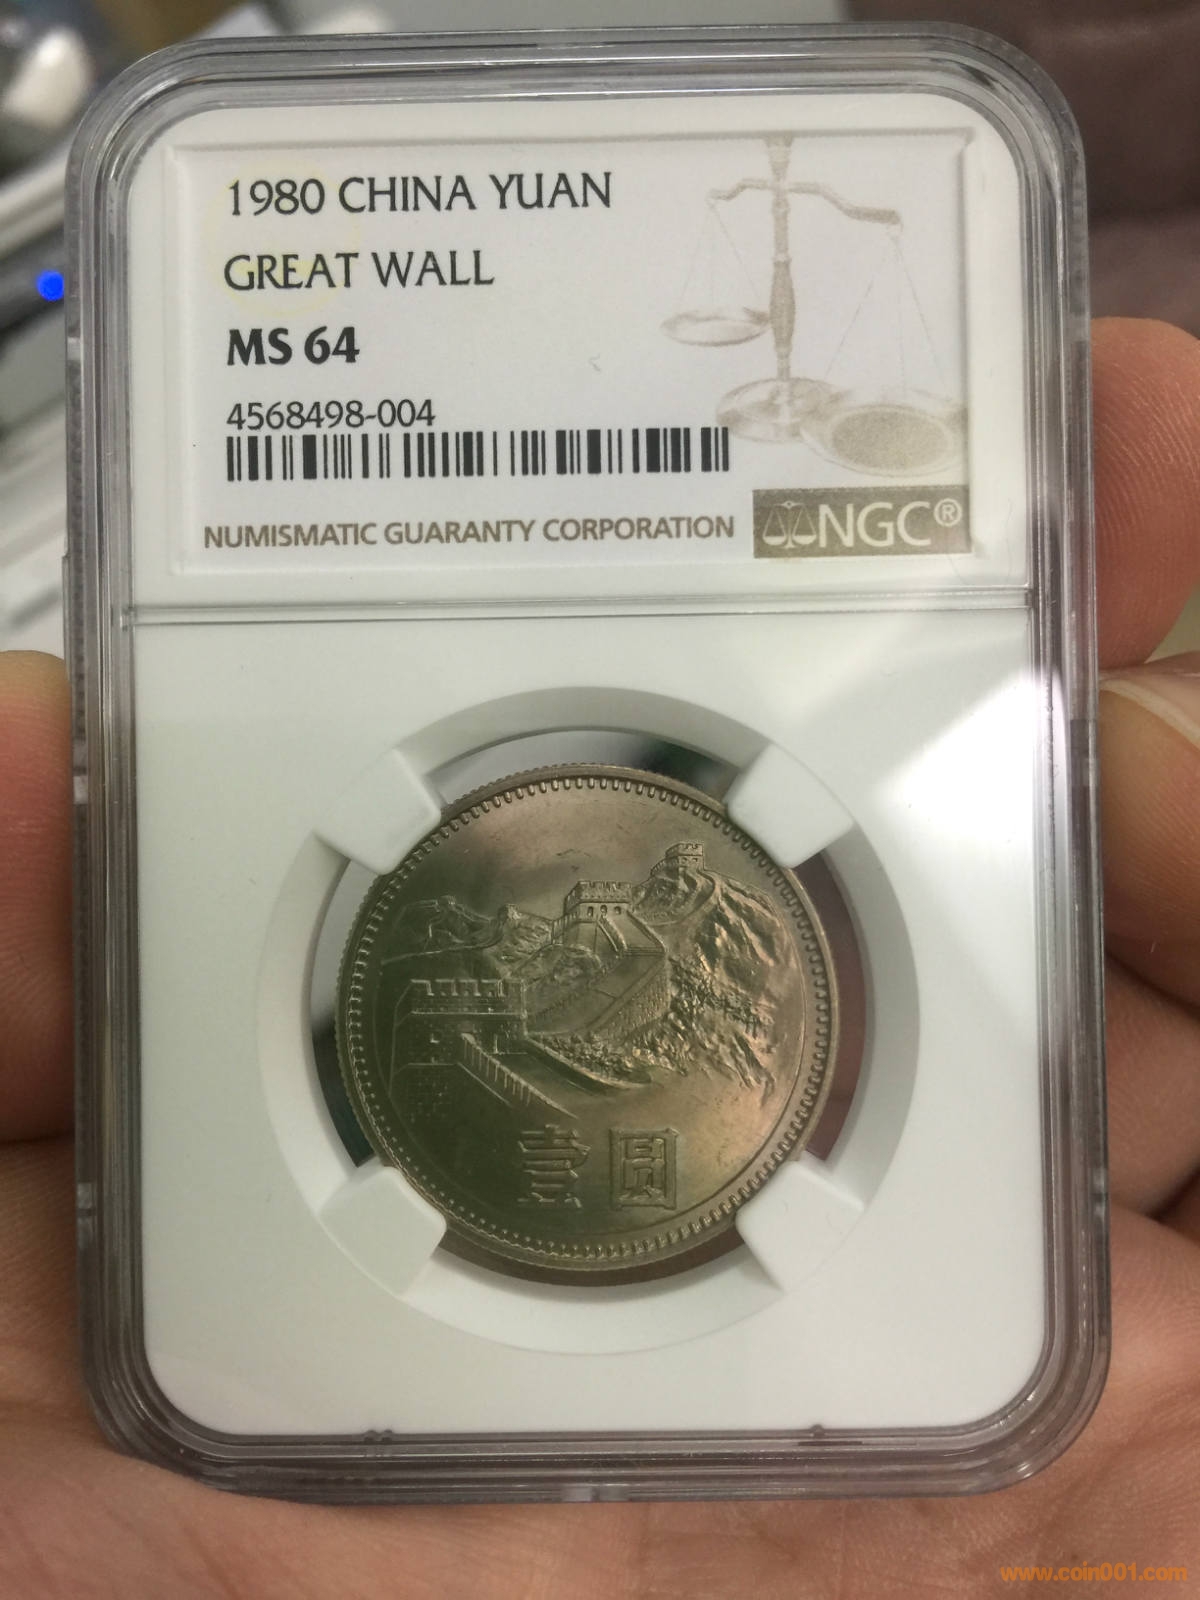 1980 CHINA YUAN
GREAT WALL
MS 64
4568498-004
NUMISMATIC GUARANTY CORPORATION
NGC®
壹圆
www.coin001.com